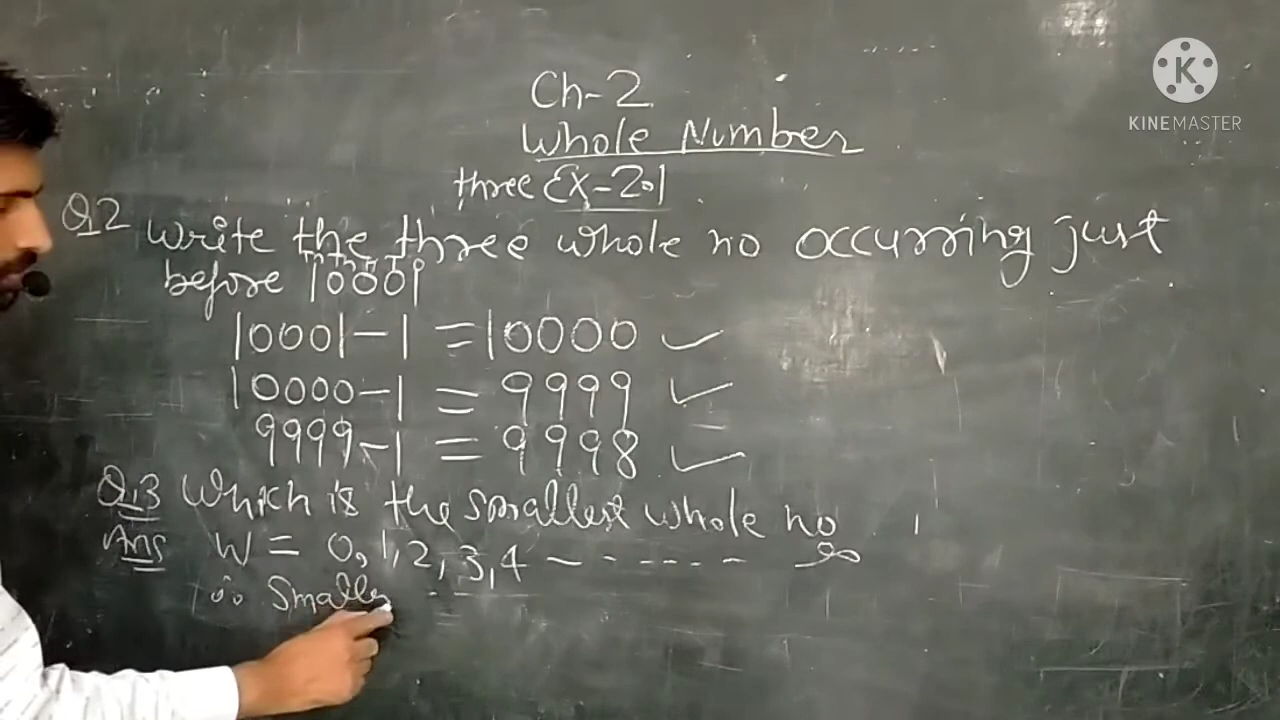 Ch-2
Whole Number
three Ex-2.1
Q2 Write the three whole no occurring just
before 10001
10001-1 = 10000 ✓
10000-1 = 9999 ✓
9999-1 = 9998 ✓
Q.3 Which is the smallest whole no
Ans W = 0,1,2,3,4 - - - - - - - ∞
∴ Smalle
K
KINEMASTER